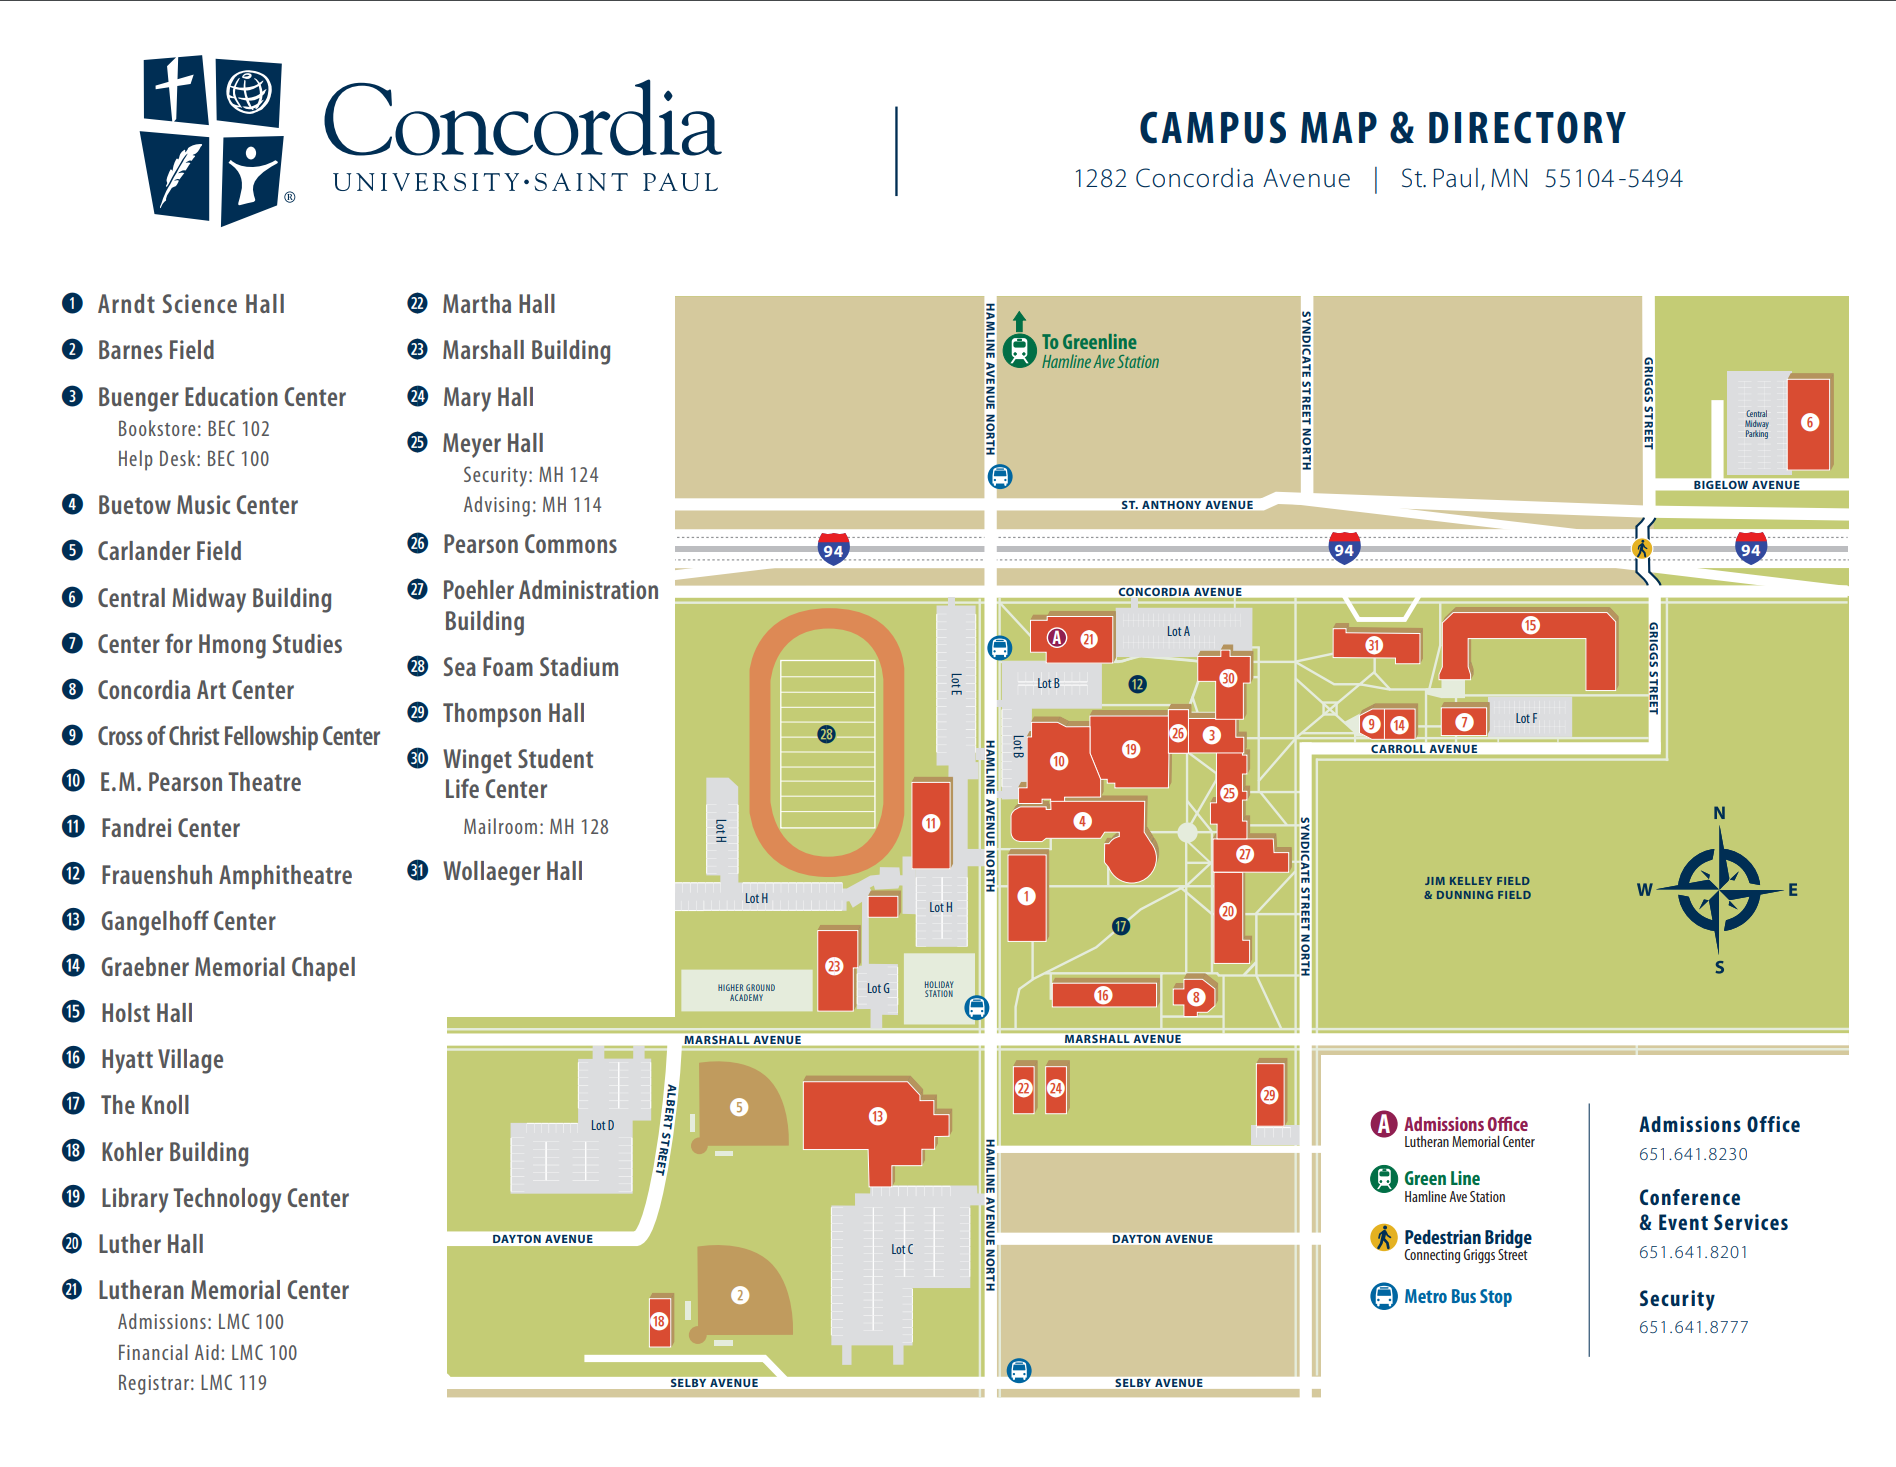 Concordia
UNIVERSITY·SAINT PAUL
®
CAMPUS MAP & DIRECTORY
1282 Concordia Avenue | St. Paul, MN 55104-5494
1 Arndt Science Hall
2 Barnes Field
3 Buenger Education Center
Bookstore: BEC 102
Help Desk: BEC 100
4 Buetow Music Center
5 Carlander Field
6 Central Midway Building
7 Center for Hmong Studies
8 Concordia Art Center
9 Cross of Christ Fellowship Center
10 E.M. Pearson Theatre
11 Fandrei Center
12 Frauenshuh Amphitheatre
13 Gangelhoff Center
14 Graebner Memorial Chapel
15 Holst Hall
16 Hyatt Village
17 The Knoll
18 Kohler Building
19 Library Technology Center
20 Luther Hall
21 Lutheran Memorial Center
Admissions: LMC 100
Financial Aid: LMC 100
Registrar: LMC 119
22 Martha Hall
23 Marshall Building
24 Mary Hall
25 Meyer Hall
Security: MH 124
Advising: MH 114
26 Pearson Commons
27 Poehler Administration
Building
28 Sea Foam Stadium
29 Thompson Hall
30 Winget Student
Life Center
Mailroom: MH 128
31 Wollaeger Hall
HAMLINE AVENUE NORTH
To Greenline
Hamline Ave Station
SYNDICATE STREET NORTH
GRIGGS STREET
Central
Midway
Parking
6
BIGELOW AVENUE
ST. ANTHONY AVENUE
94
94
94
CONCORDIA AVENUE
A
21
Lot A
31
15
GRIGGS STREET
Lot E
Lot B
12
30
28
Lot B
10
19
26
3
9
14
7
Lot F
CARROLL AVENUE
HAMLINE AVENUE NORTH
Lot H
11
4
25
27
SYNDICATE STREET NORTH
JIM KELLEY FIELD
& DUNNING FIELD
N
W
E
S
Lot H
Lot H
1
20
17
23
HIGHER GROUND
ACADEMY
Lot G
HOLIDAY
STATION
16
8
MARSHALL AVENUE
MARSHALL AVENUE
ALBERT STREET
Lot D
5
13
22
24
29
HAMLINE AVENUE NORTH
DAYTON AVENUE
DAYTON AVENUE
Lot C
2
18
SELBY AVENUE
SELBY AVENUE
A Admissions Office
Lutheran Memorial Center
Green Line
Hamline Ave Station
Pedestrian Bridge
Connecting Griggs Street
Metro Bus Stop
Admissions Office
651.641.8230
Conference
& Event Services
651.641.8201
Security
651.641.8777